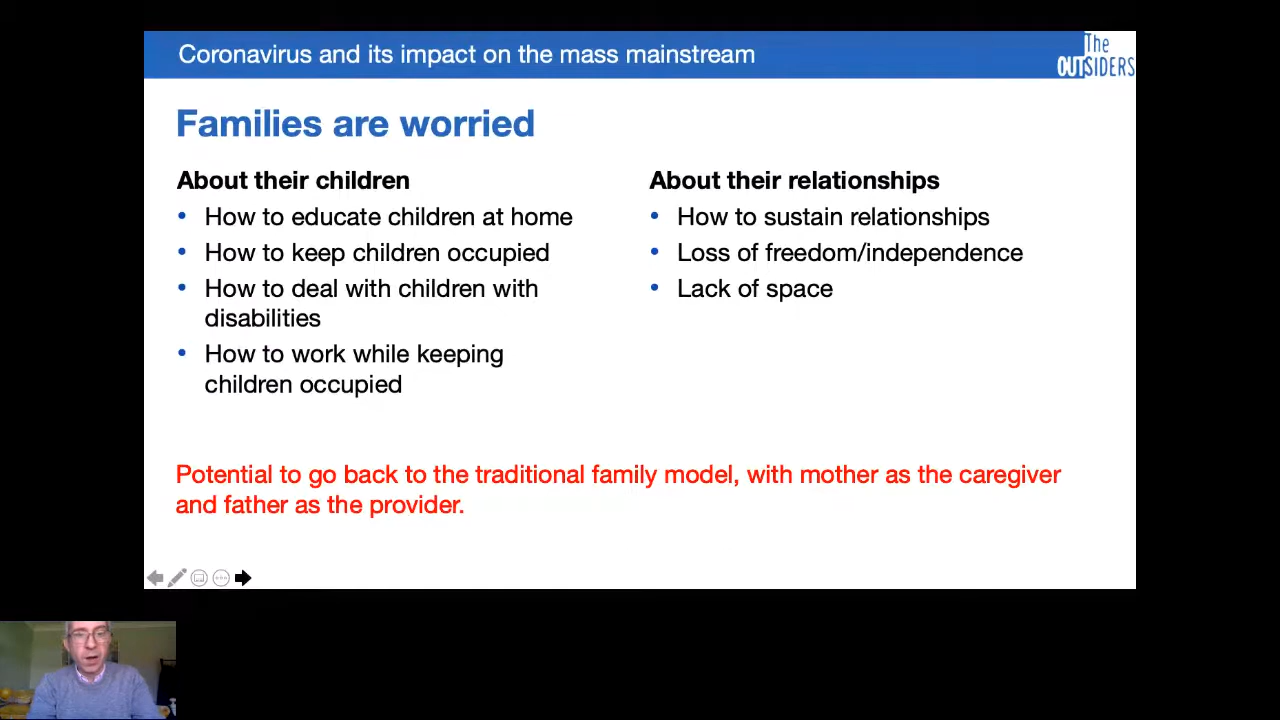 Coronavirus and its impact on the mass mainstream
The
OUTSIDERS
Families are worried
About their children
• How to educate children at home
• How to keep children occupied
• How to deal with children with
disabilities
• How to work while keeping
children occupied
About their relationships
• How to sustain relationships
• Loss of freedom/independence
• Lack of space
Potential to go back to the traditional family model, with mother as the caregiver
and father as the provider.